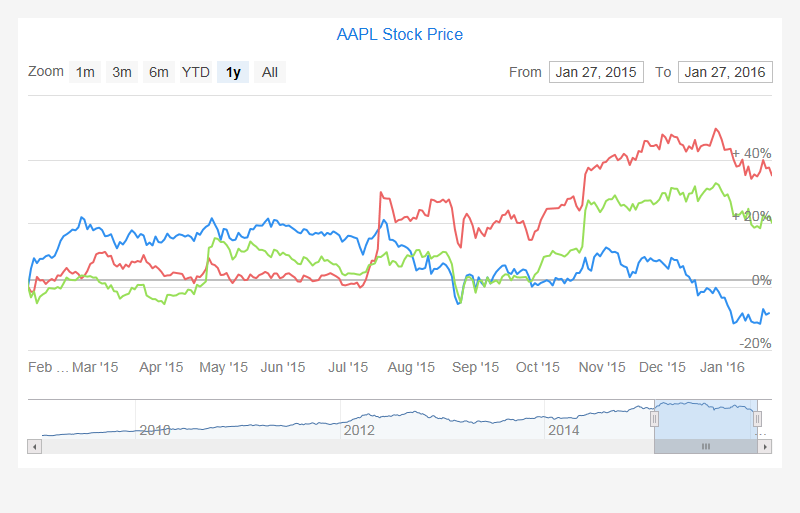 AAPL Stock Price
Zoom 1m 3m 6m YTD 1y All From Jan 27, 2015 To Jan 27, 2016
+ 40%
+ 20%
0%
-20%
Feb … Mar '15 Apr '15 May '15 Jun '15 Jul '15 Aug '15 Sep '15 Oct '15 Nov '15 Dec '15 Jan '16
2010 2012 2014 …